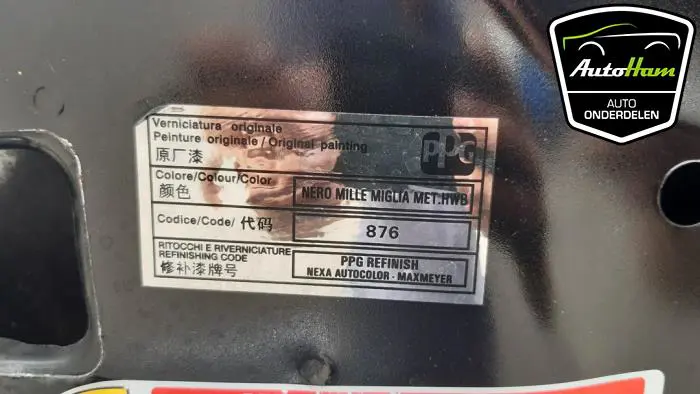 AutoHam
AUTO
ONDERDELEN
Verniciatura originale
Peinture originale / Original painting
原厂漆
PPG
Colore/Colour/Color
颜色
NERO MILLE MIGLIA MET.HWB
Codice/Code/ 代码
876
RITOCCHI E RIVERNICIATURE
REFINISHING CODE
修补漆牌号
PPG REFINISH
NEXA AUTOCOLOR - MAXMEYER